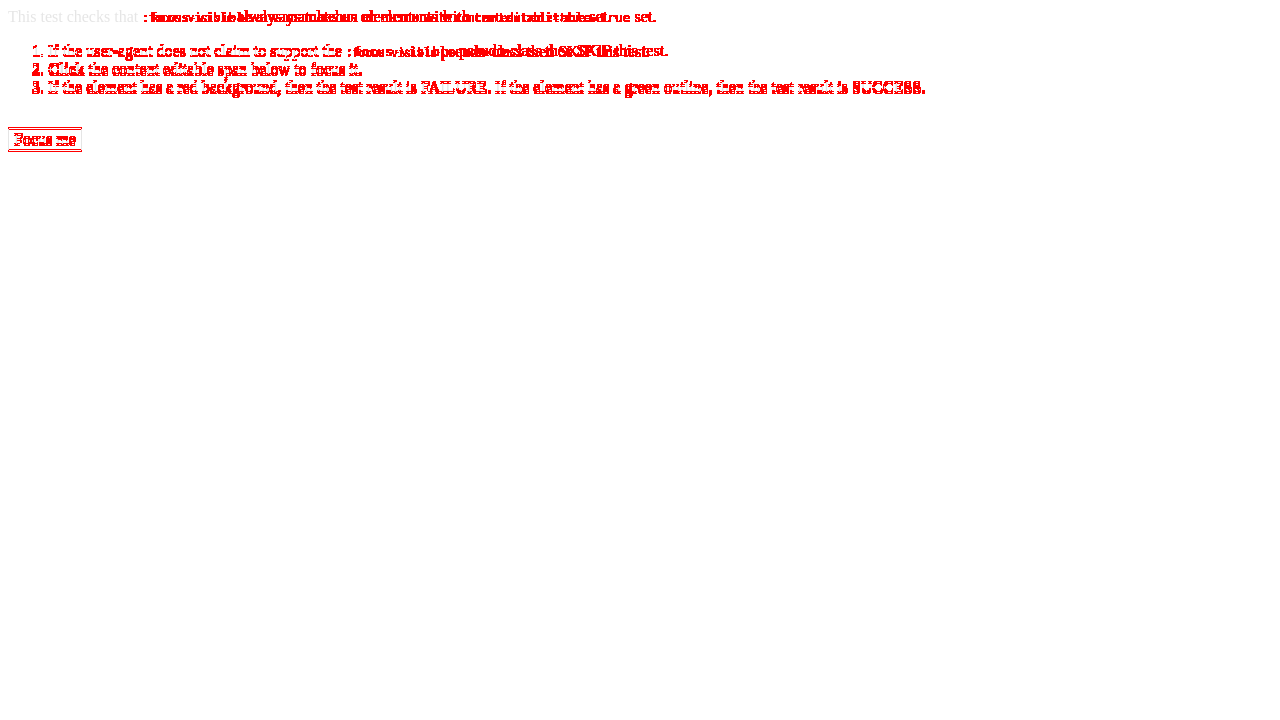 This test checks that :focus-visible always matches on elements with contenditable=true set.
1. If the user-agent does not claim to support the :focus-visible pseudo-class then SKIP this test.
2. Click the content editable span below to focus it.
3. If the element has a red background, then the test result is FAILURE. If the element has a green outline, then the test result is SUCCESS.
Focus me